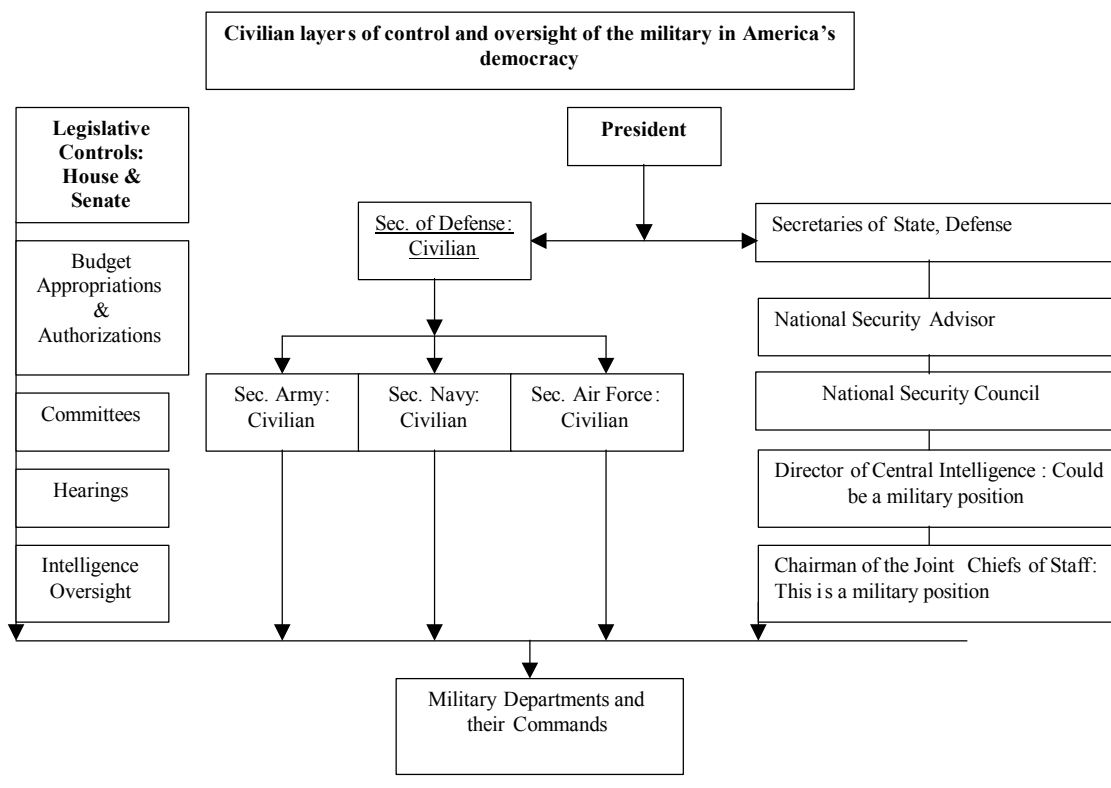 Civilian layers of control and oversight of the military in America's
democracy
Legislative
Controls:
House &
Senate
Budget
Appropriations
&
Authorizations
Committees
Hearings
Intelligence
Oversight
President
Sec. of Defense:
Civilian
Sec. Army:
Civilian
Sec. Navy:
Civilian
Sec. Air Force:
Civilian
Secretaries of State, Defense
National Security Advisor
National Security Council
Director of Central Intelligence : Could
be a military position
Chairman of the Joint Chiefs of Staff:
This is a military position
Military Departments and
their Commands